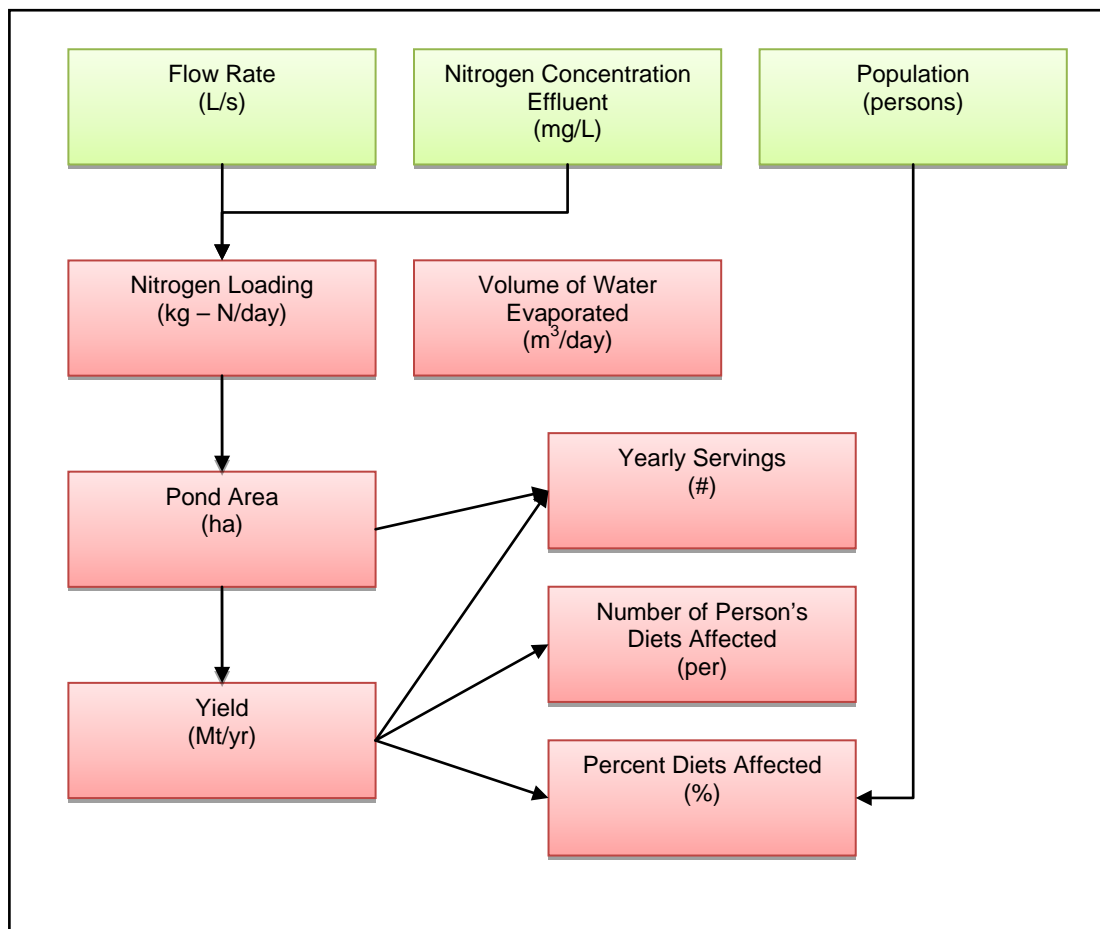 Flow Rate
(L/s)
Nitrogen Concentration
Effluent
(mg/L)
Population
(persons)
Nitrogen Loading
(kg – N/day)
Volume of Water
Evaporated
(m³/day)
Yearly Servings
(#)
Pond Area
(ha)
Number of Person’s
Diets Affected
(per)
Yield
(Mt/yr)
Percent Diets Affected
(%)